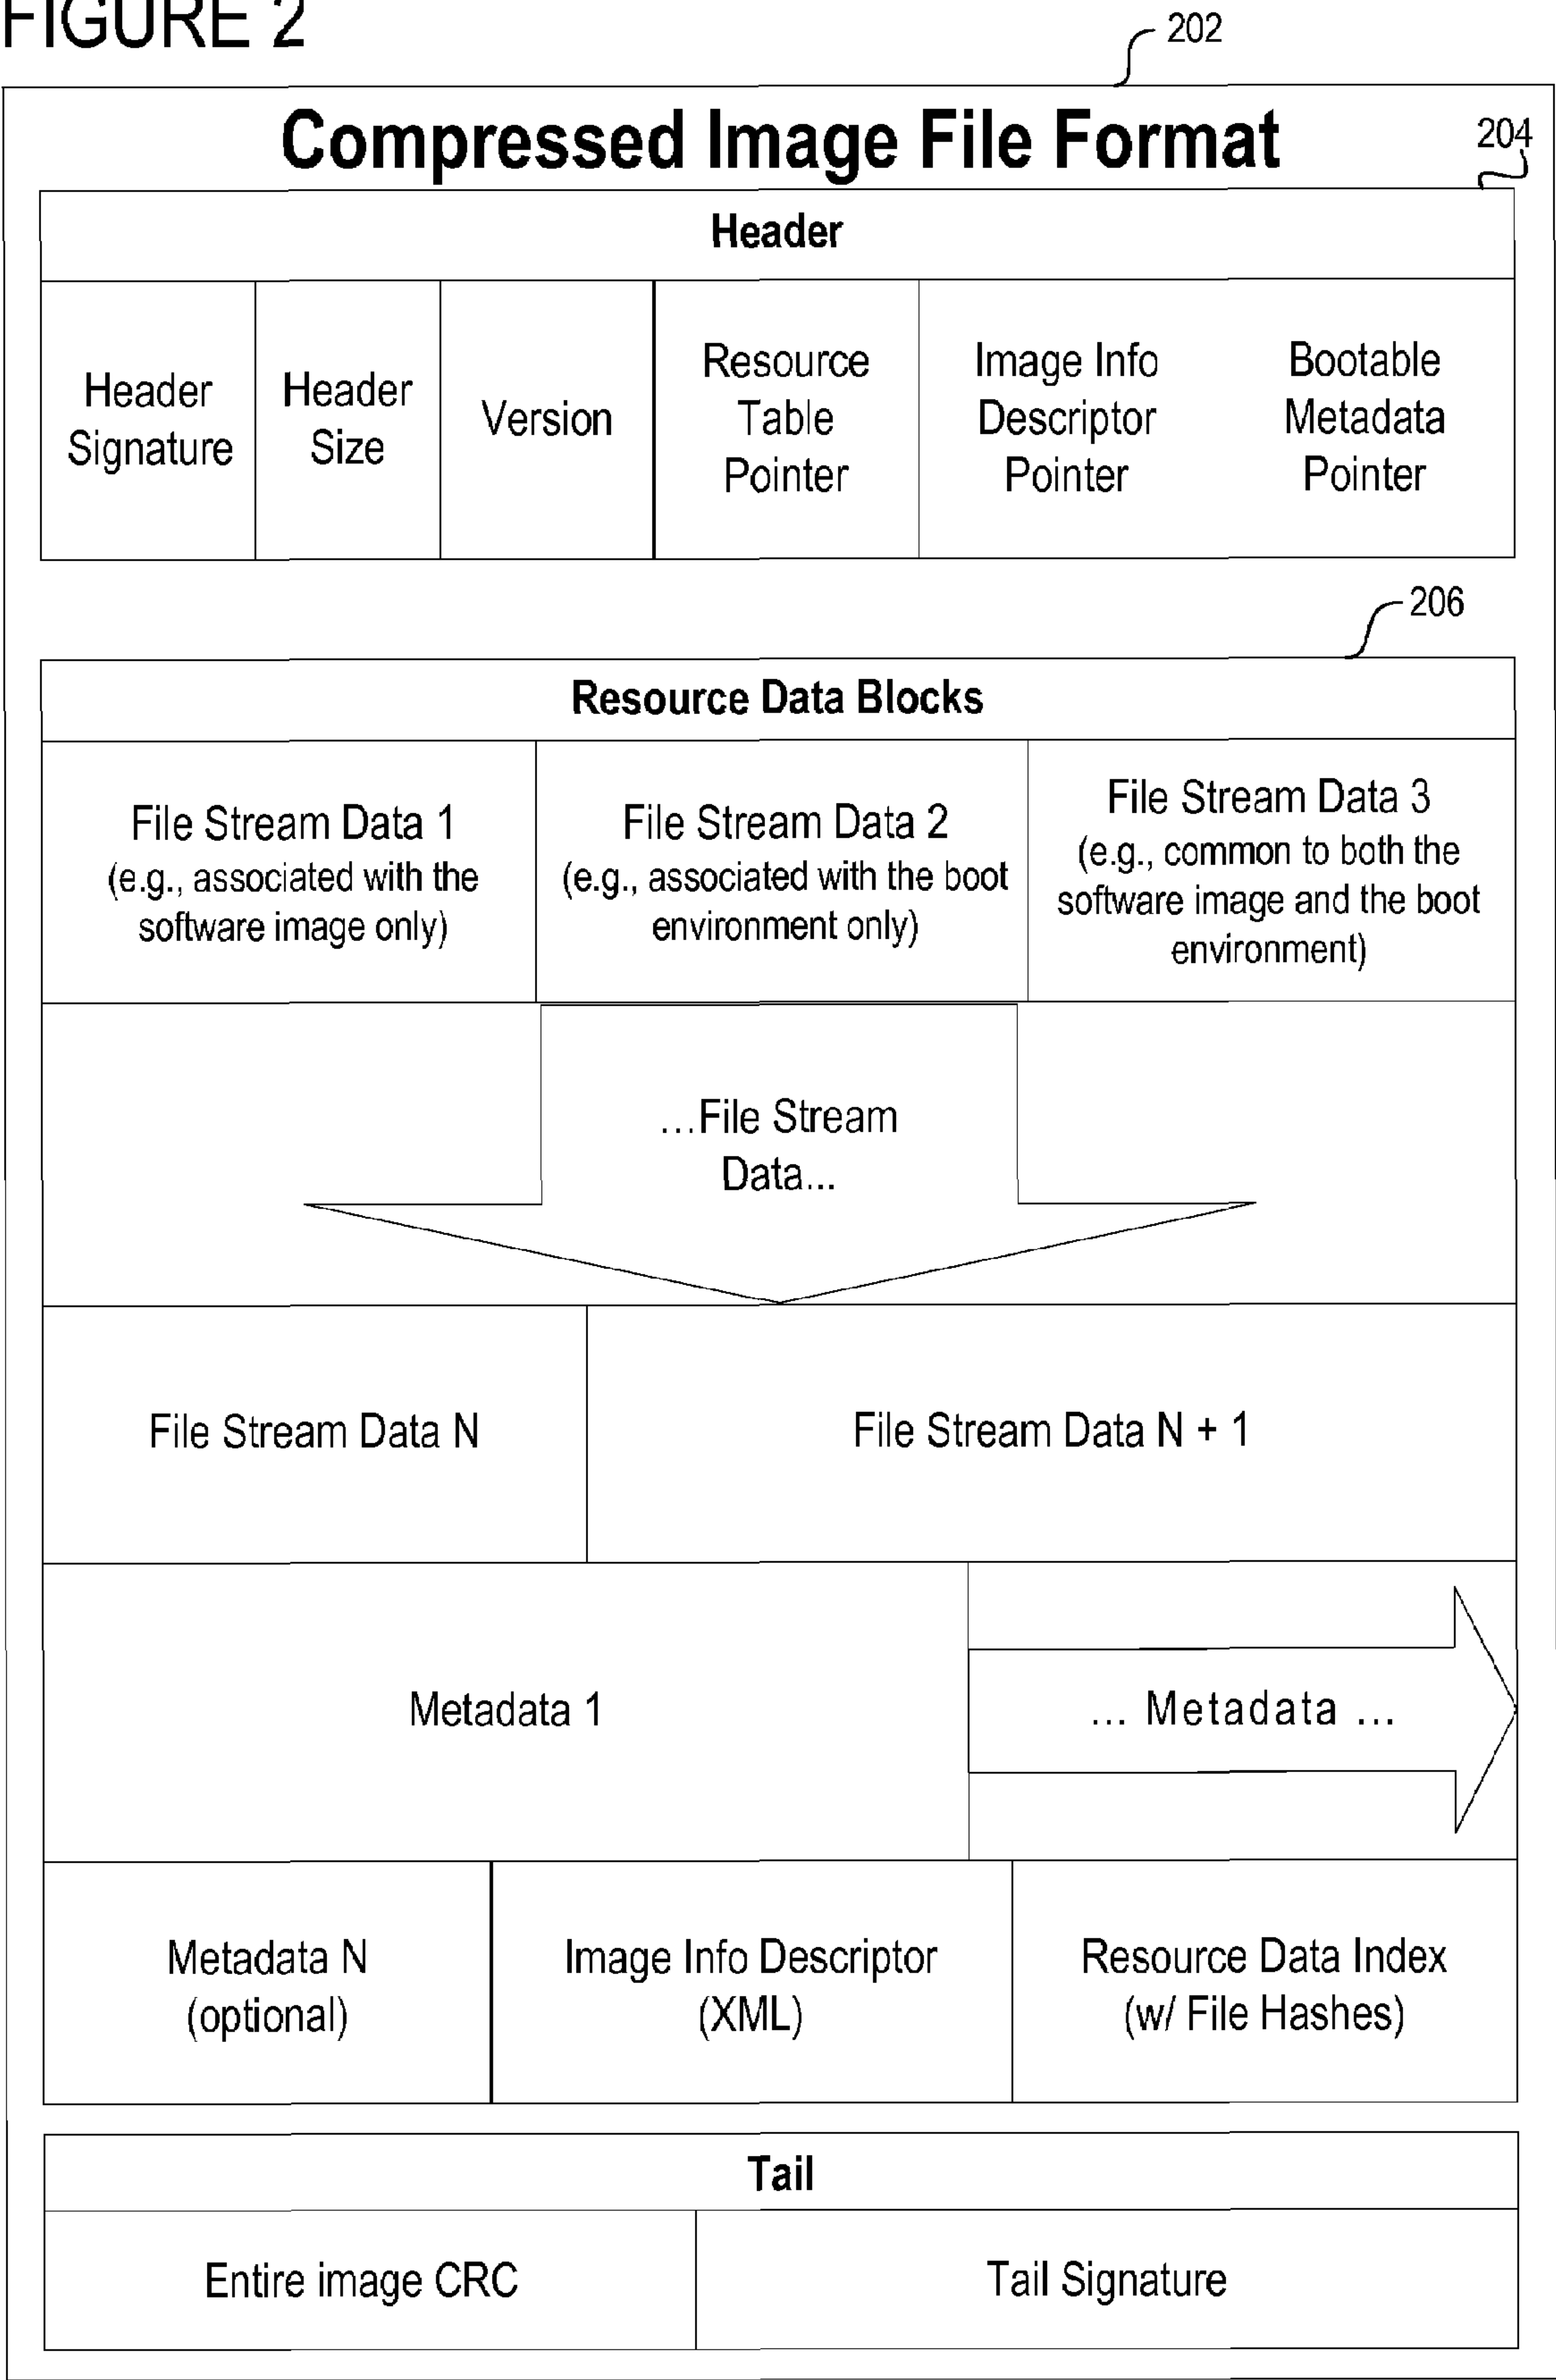 FIGURE 2
202
Compressed Image File Format
204
Header
Header
Signature
Header
Size
Version
Resource
Table
Pointer
Image Info
Descriptor
Pointer
Bootable
Metadata
Pointer
206
Resource Data Blocks
File Stream Data 1
(e.g., associated with the
software image only)
File Stream Data 2
(e.g., associated with the boot
environment only)
File Stream Data 3
(e.g., common to both the
software image and the boot
environment)
...File Stream
Data...
File Stream Data N
File Stream Data N + 1
Metadata 1
... Metadata ...
Metadata N
(optional)
Image Info Descriptor
(XML)
Resource Data Index
(w/ File Hashes)
Tail
Entire image CRC
Tail Signature